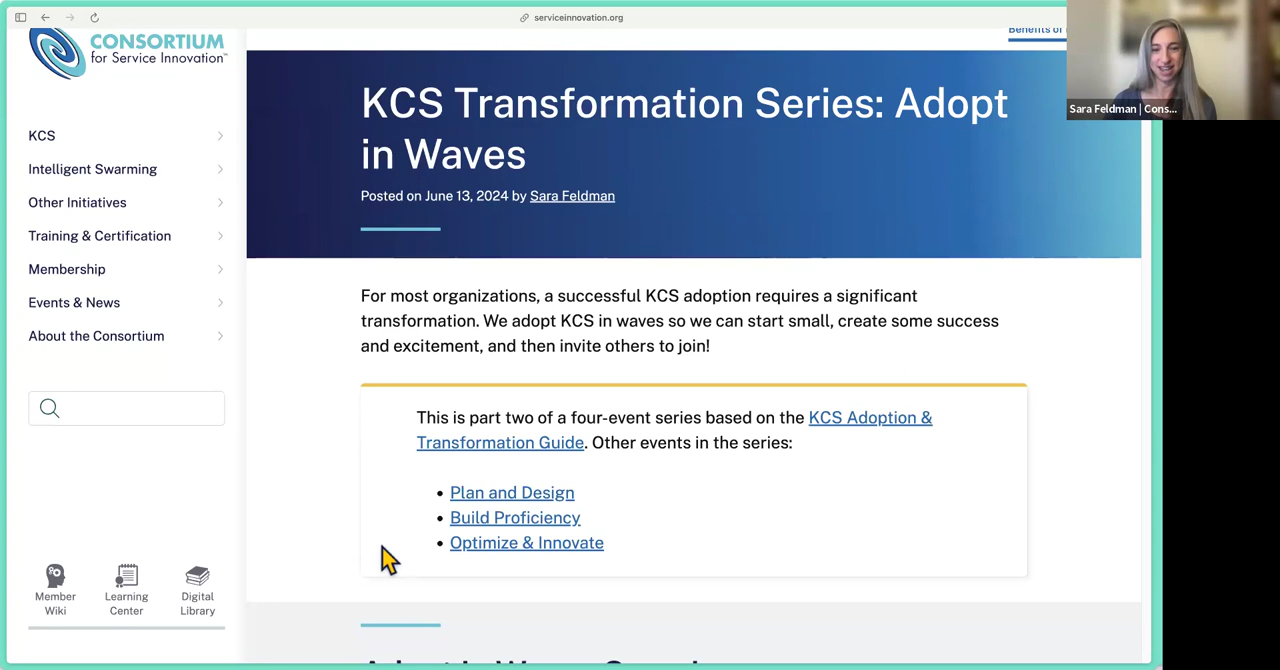 serviceinnovation.org
CONSORTIUM
for Service Innovation™
KCS
Intelligent Swarming
Other Initiatives
Training & Certification
Membership
Events & News
About the Consortium
Member
Wiki
Learning
Center
Digital
Library
Benefits of
KCS Transformation Series: Adopt
in Waves
Posted on June 13, 2024 by Sara Feldman
For most organizations, a successful KCS adoption requires a significant
transformation. We adopt KCS in waves so we can start small, create some success
and excitement, and then invite others to join!
This is part two of a four-event series based on the KCS Adoption &
Transformation Guide. Other events in the series:
• Plan and Design
• Build Proficiency
• Optimize & Innovate
Sara Feldman | Cons...